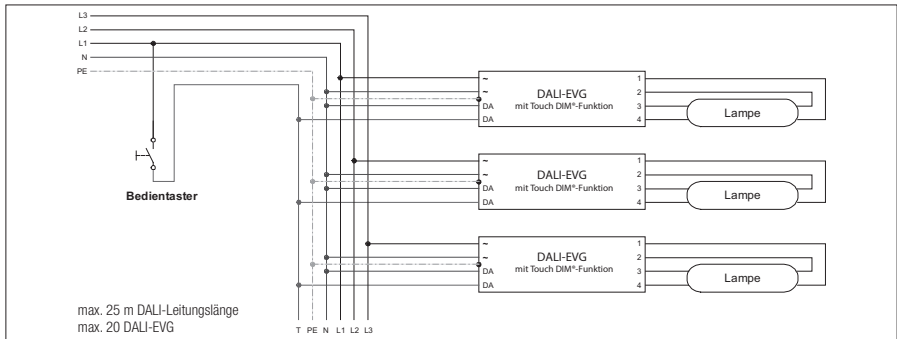 L3
L2
L1
N
PE
Bedientaster
max. 25 m DALI-Leitungslänge
max. 20 DALI-EVG
T PE N L1 L2 L3
~ 1
~ DALI-EVG 2
mit Touch DIM®-Funktion
DA 3
DA 4
Lampe
~ 1
~ DALI-EVG 2
mit Touch DIM®-Funktion
DA 3
DA 4
Lampe
~ 1
~ DALI-EVG 2
mit Touch DIM®-Funktion
DA 3
DA 4
Lampe